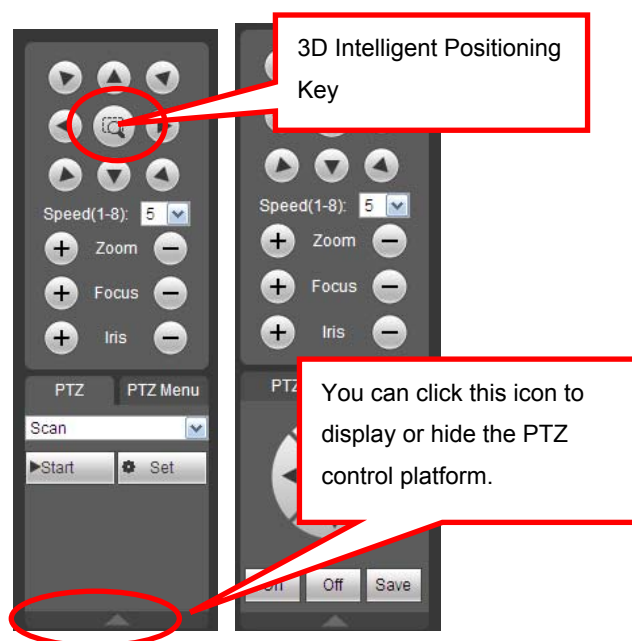 3D Intelligent Positioning
Key
Speed(1-8): 5
Zoom
Focus
Iris
PTZ PTZ Menu
Scan
Start Set
Speed(1-8): 5
Zoom
Focus
Iris
You can click this icon to
display or hide the PTZ
control platform.
Off Save